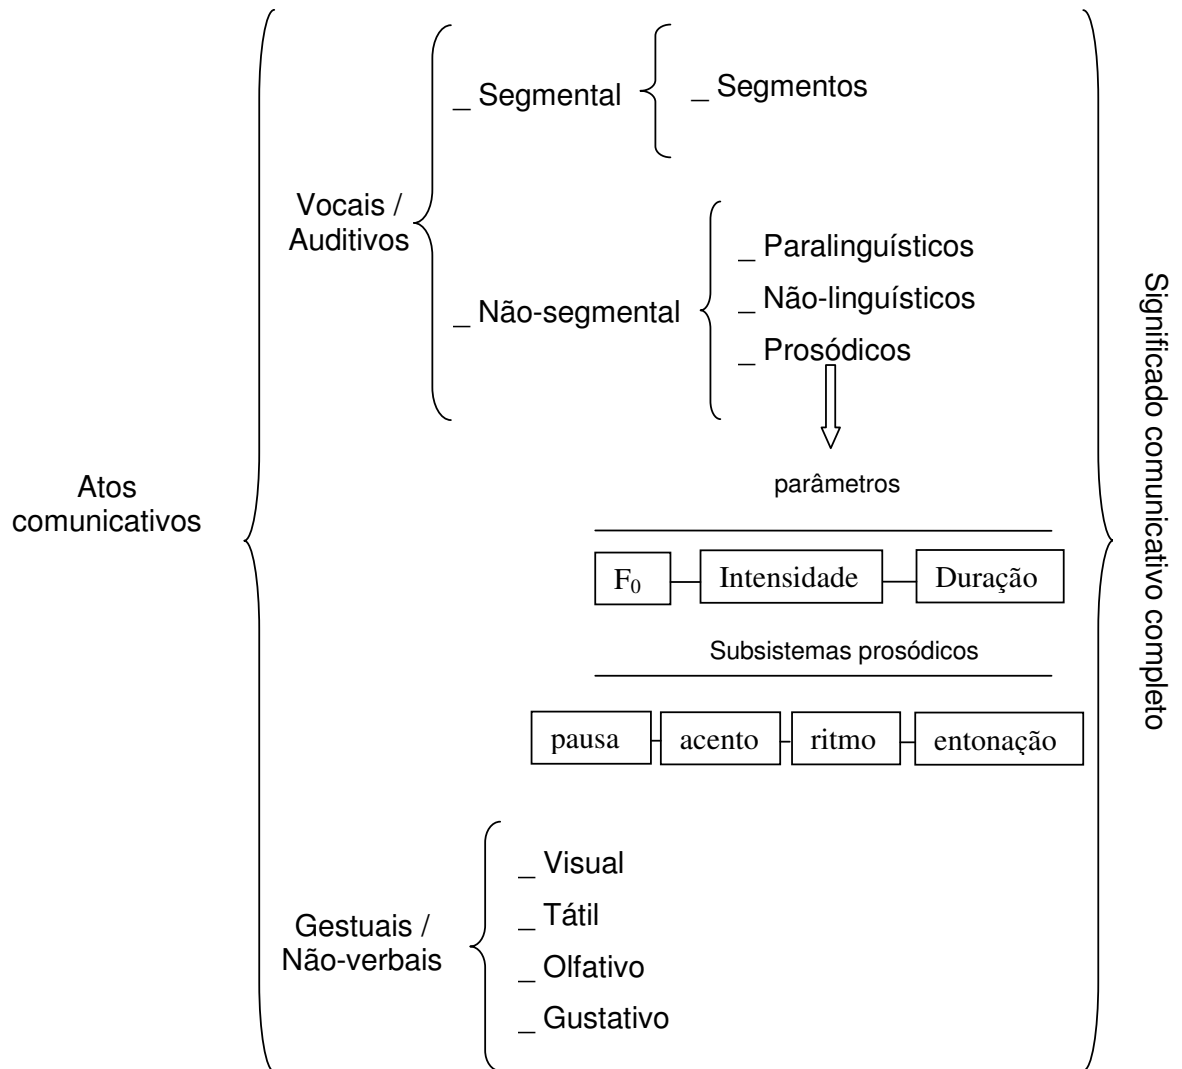 Atos
comunicativos
Vocais /
Auditivos
_ Segmental
_ Segmentos
_ Não-segmental
_ Paralinguísticos
_ Não-linguísticos
_ Prosódicos
parâmetros
F₀
Intensidade
Duração
Subsistemas prosódicos
pausa
acento
ritmo
entonação
Gestuais /
Não-verbais
_ Visual
_ Tátil
_ Olfativo
_ Gustativo
Significado comunicativo completo